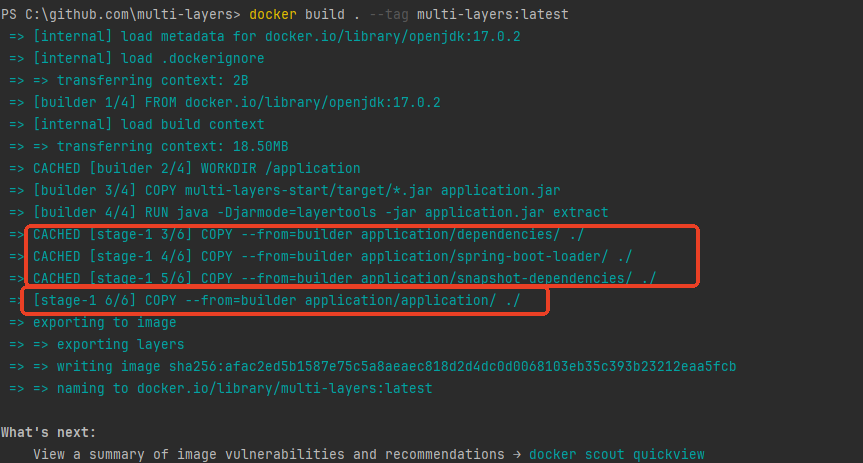 PS C:\github.com\multi-layers> docker build . --tag multi-layers:latest
=> [internal] load metadata for docker.io/library/openjdk:17.0.2
=> [internal] load .dockerignore
=> => transferring context: 2B
=> [builder 1/4] FROM docker.io/library/openjdk:17.0.2
=> [internal] load build context
=> => transferring context: 18.50MB
=> CACHED [builder 2/4] WORKDIR /application
=> [builder 3/4] COPY multi-layers-start/target/*.jar application.jar
=> [builder 4/4] RUN java -Djarmode=layertools -jar application.jar extract
=> CACHED [stage-1 3/6] COPY --from=builder application/dependencies/ ./
=> CACHED [stage-1 4/6] COPY --from=builder application/spring-boot-loader/ ./
=> CACHED [stage-1 5/6] COPY --from=builder application/snapshot-dependencies/ ./
=> [stage-1 6/6] COPY --from=builder application/application/ ./
=> exporting to image
=> => exporting layers
=> => writing image sha256:afac2ed5b1587e75c5a8aeaec818d2d4dc0d0068103eb35c393b23212eaa5fcb
=> => naming to docker.io/library/multi-layers:latest
What's next:
View a summary of image vulnerabilities and recommendations → docker scout quickview